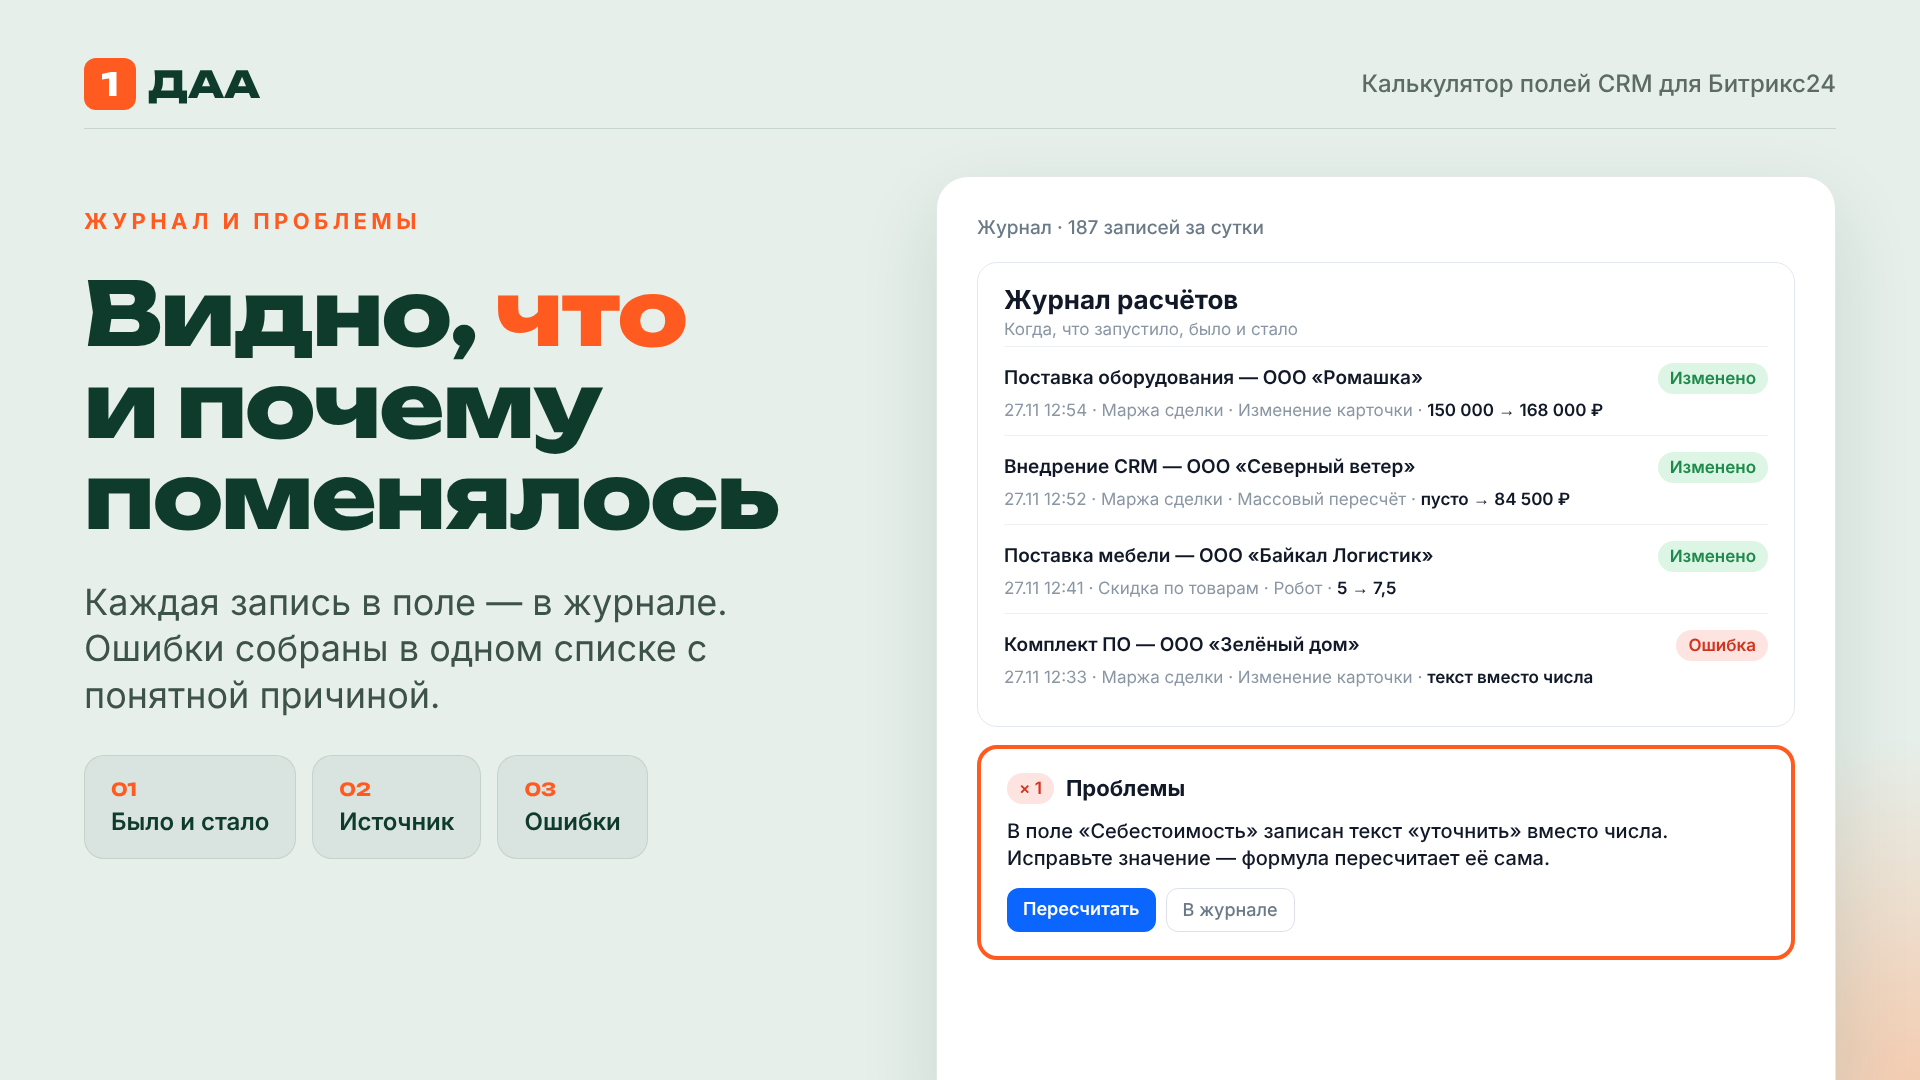 1 ДАА
Калькулятор полей CRM для Битрикс24
ЖУРНАЛ И ПРОБЛЕМЫ
Видно, что
и почему
поменялось
Каждая запись в поле — в журнале.
Ошибки собраны в одном списке с
понятной причиной.
01
Было и стало
02
Источник
03
Ошибки
Журнал · 187 записей за сутки
Журнал расчётов
Когда, что запустило, было и стало
Поставка оборудования — ООО «Ромашка»
Изменено
27.11 12:54 · Маржа сделки · Изменение карточки · 150 000 → 168 000 ₽
Внедрение CRM — ООО «Северный ветер»
Изменено
27.11 12:52 · Маржа сделки · Массовый пересчёт · пусто → 84 500 ₽
Поставка мебели — ООО «Байкал Логистик»
Изменено
27.11 12:41 · Скидка по товарам · Робот · 5 → 7,5
Комплект ПО — ООО «Зелёный дом»
Ошибка
27.11 12:33 · Маржа сделки · Изменение карточки · текст вместо числа
× 1 Проблемы
В поле «Себестоимость» записан текст «уточнить» вместо числа.
Исправьте значение — формула пересчитает её сама.
Пересчитать
В журнале